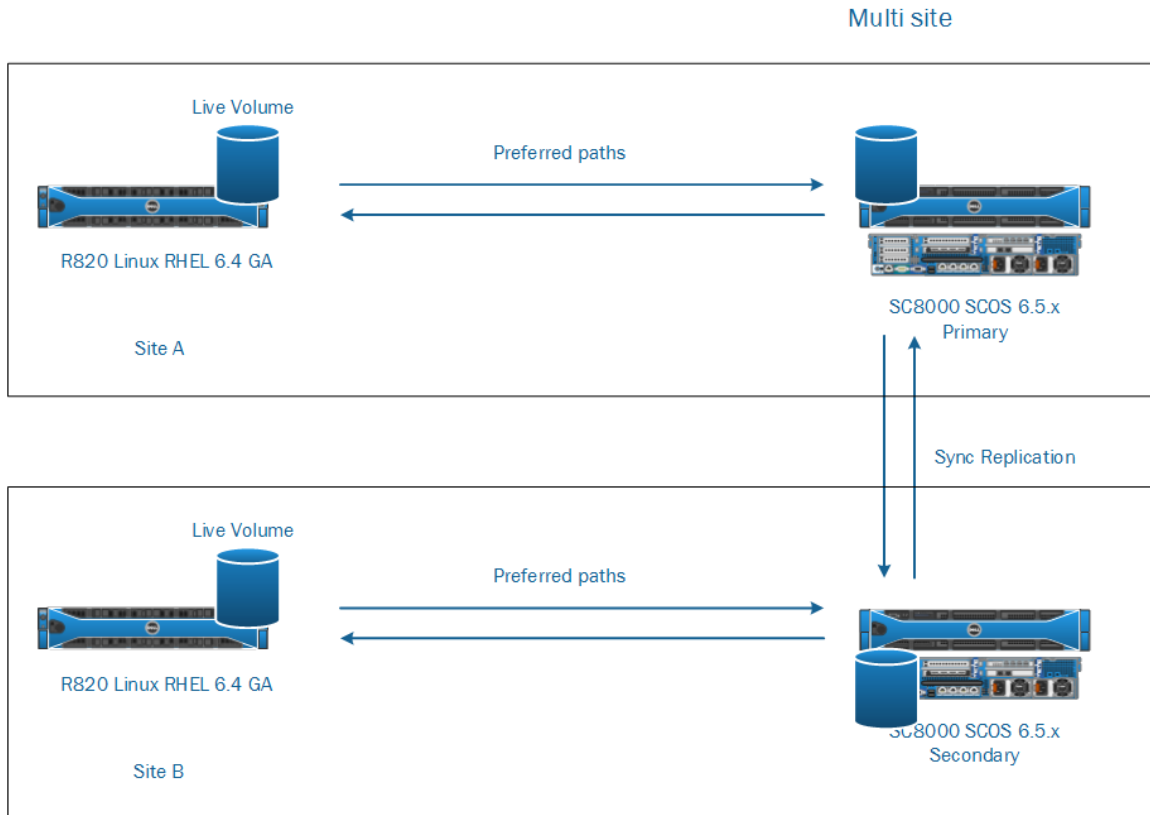 Multi site
Live Volume
Preferred paths
R820 Linux RHEL 6.4 GA
SC8000 SCOS 6.5.x
Primary
Site A
Sync Replication
Live Volume
Preferred paths
R820 Linux RHEL 6.4 GA
SC8000 SCOS 6.5.x
Secondary
Site B